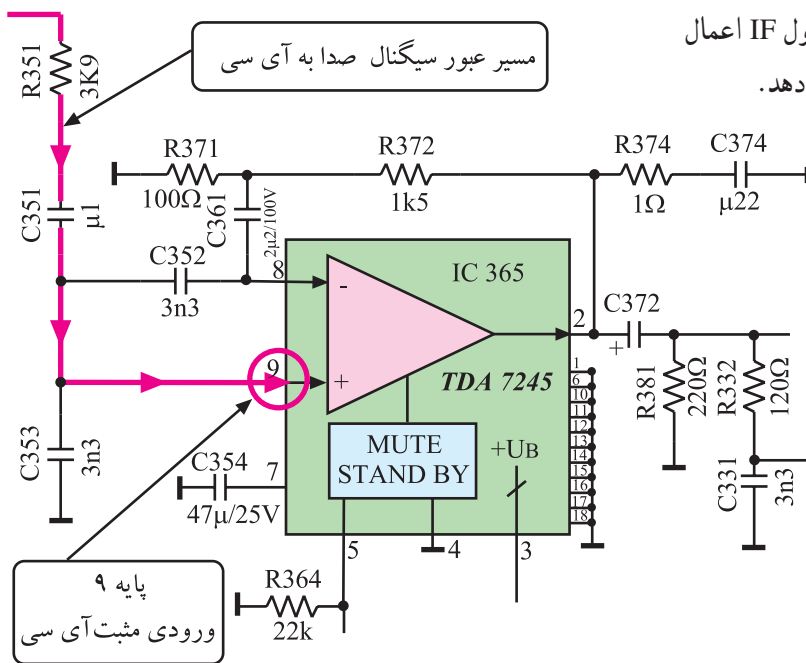 ول IF اعمال
دهد.
مسیر عبور سیگنال صدا به آی سی
R351
3K9
C351
µ1
R371
100Ω
C361
2µ2/100V
R372
1k5
R374
1Ω
C374
µ22
C352
3n3
8
IC 365
-
+
9
2
C372
+
TDA 7245
1
6
10
11
12
13
14
15
16
17
18
R381
220Ω
R332
120Ω
C331
3n3
C353
3n3
C354
47µ/25V
7
MUTE
STAND BY
+UB
5
4
3
R364
22k
پایه ۹
ورودی مثبت آی سی